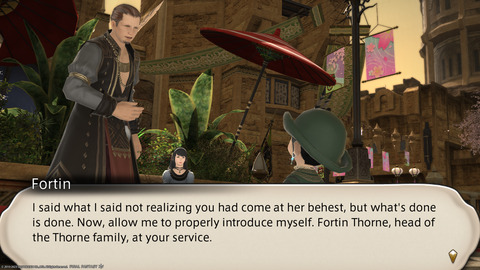 Fortin
I said what I said not realizing you had come at her behest, but what's done
is done. Now, allow me to properly introduce myself. Fortin Thorne, head of
the Thorne family, at your service.